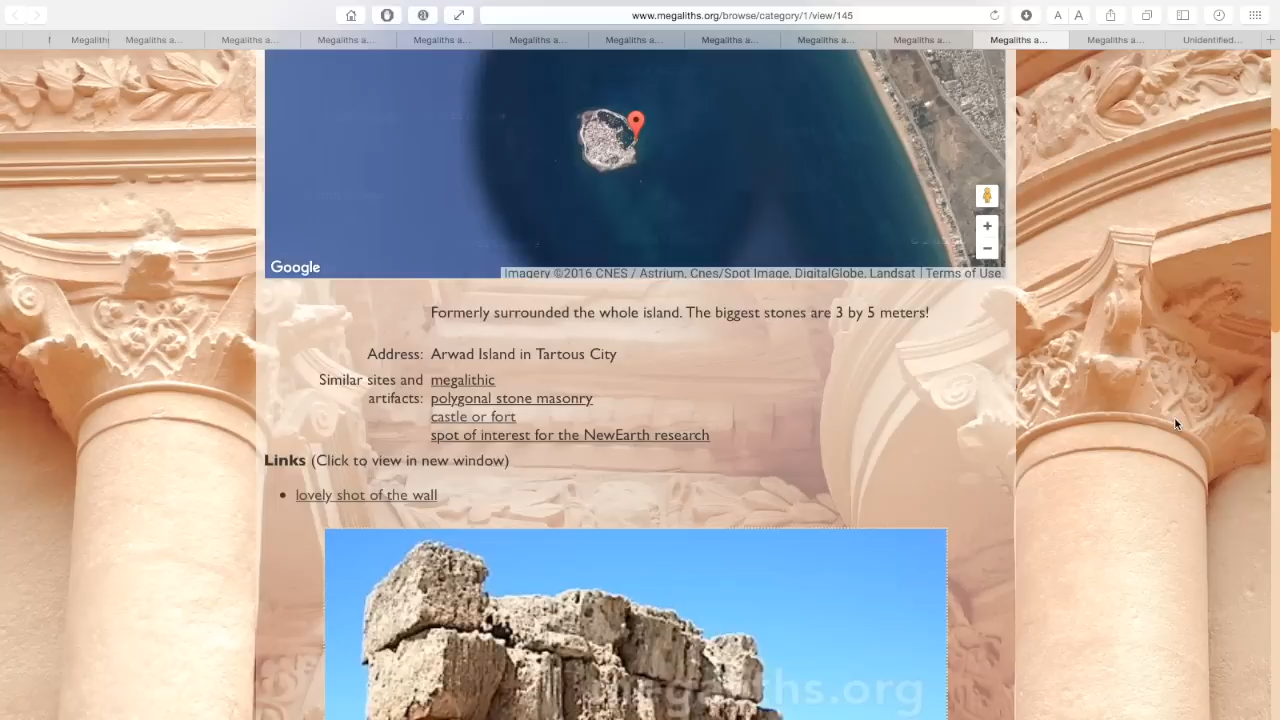 www.megaliths.org/browse/category/1/view/145
A A
Megalith Megaliths a... Megaliths a... Megaliths a... Megaliths a... Megaliths a... Megaliths a... Megaliths a... Megaliths a... Megaliths a... Megaliths a... Megaliths a... Unidentified...
+
−
Google
Imagery ©2016 CNES / Astrium, Cnes/Spot Image, DigitalGlobe, Landsat | Terms of Use
Formerly surrounded the whole island. The biggest stones are 3 by 5 meters!
Address: Arwad Island in Tartous City
Similar sites and megalithic
artifacts: polygonal stone masonry
castle or fort
spot of interest for the NewEarth research
Links (Click to view in new window)
• lovely shot of the wall
megaliths.org